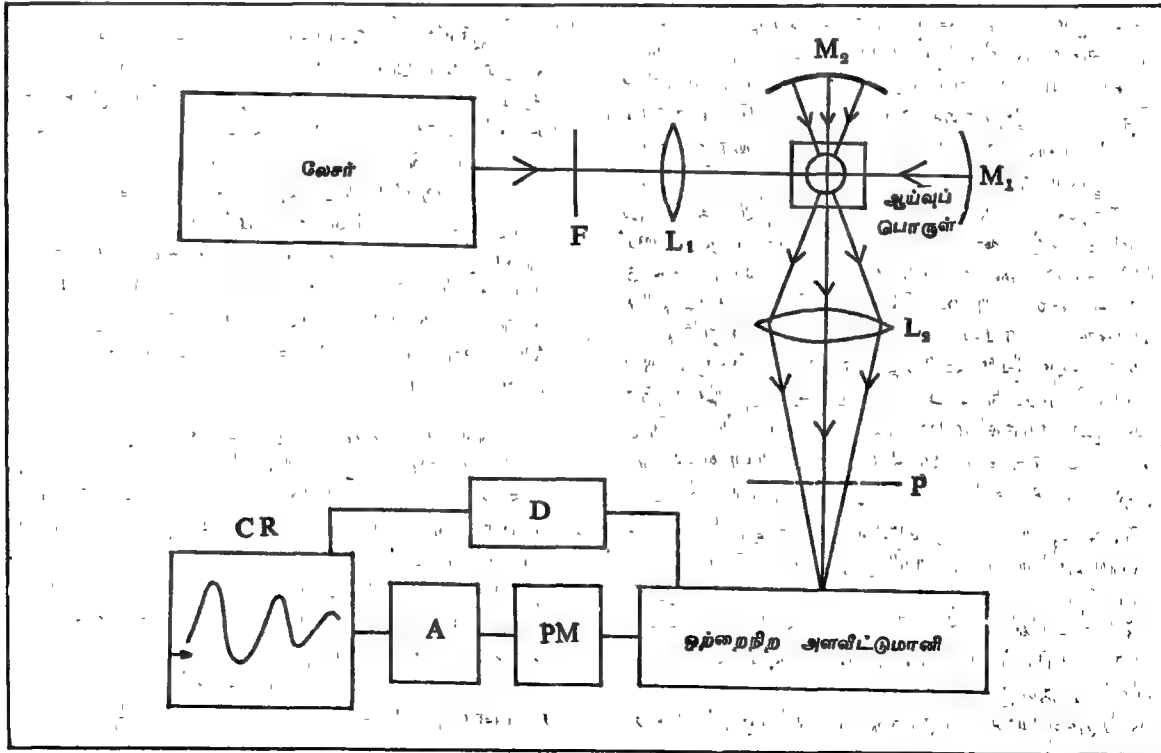 M₂
லேசர்
M₁
ஆய்வுப்
பொருள்
F
L₁
L₂
P
D
CR
A
PM
ஒற்றைநிற அளவீட்டுமானி